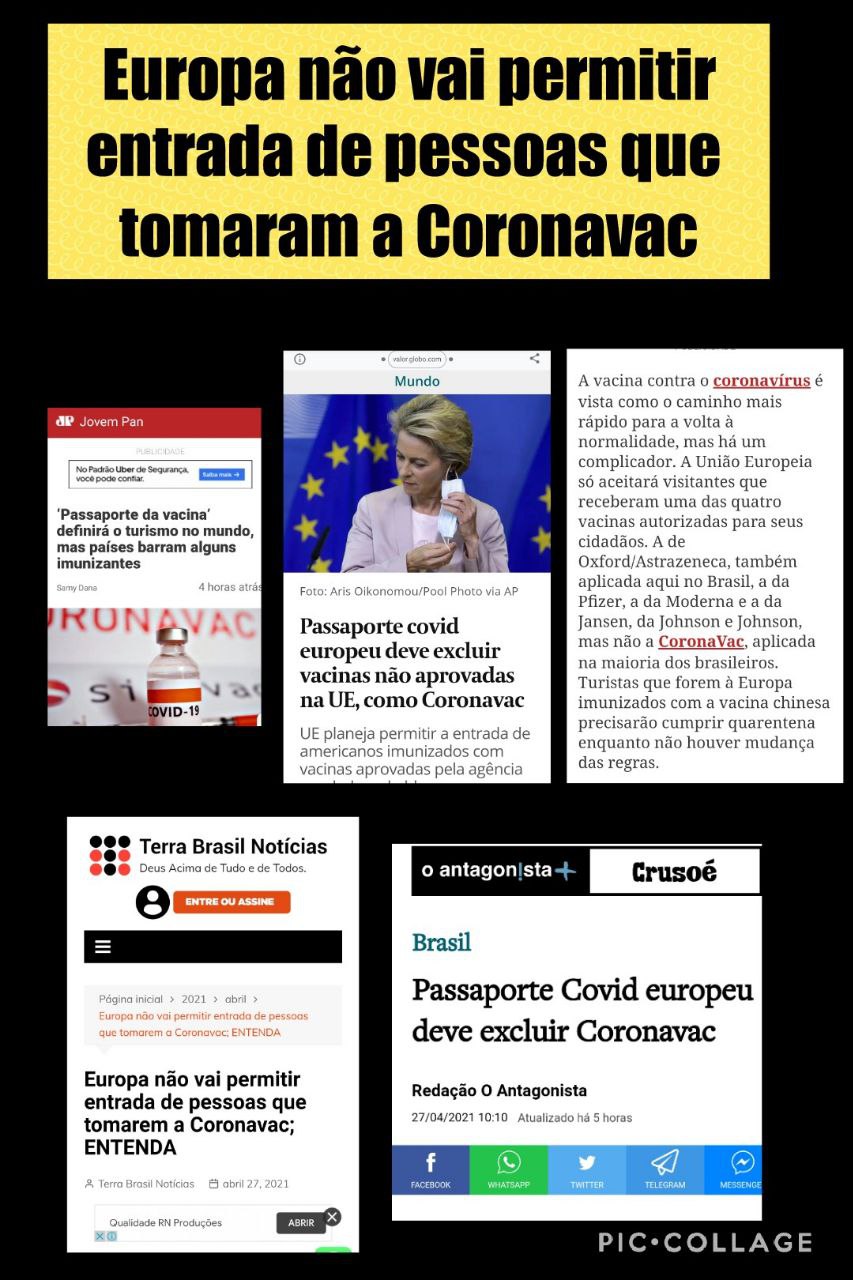 Europa não vai permitir
entrada de pessoas que
tomaram a Coronavac
JP Jovem Pan
PUBLICIDADE
No Padrão Uber de Segurança,
você pode confiar.
Saiba mais →
'Passaporte da vacina'
definirá o turismo no mundo,
mas países barram alguns
imunizantes
Samy Dana 4 horas atrás
RONAVAC
si vac
COVID-19
valor.globo.com
Mundo
Foto: Aris Oikonomou/Pool Photo via AP
Passaporte covid
europeu deve excluir
vacinas não aprovadas
na UE, como Coronavac
UE planeja permitir a entrada de
americanos imunizados com
vacinas aprovadas pela agência
A vacina contra o coronavírus é
vista como o caminho mais
rápido para a volta à
normalidade, mas há um
complicador. A União Europeia
só aceitará visitantes que
receberam uma das quatro
vacinas autorizadas para seus
cidadãos. A de
Oxford/Astrazeneca, também
aplicada aqui no Brasil, a da
Pfizer, a da Moderna e a da
Jansen, da Johnson e Johnson,
mas não a CoronaVac, aplicada
na maioria dos brasileiros.
Turistas que forem à Europa
imunizados com a vacina chinesa
precisarão cumprir quarentena
enquanto não houver mudança
das regras.
Terra Brasil Notícias
Deus Acima de Tudo e de Todos.
ENTRE OU ASSINE
Página inicial > 2021 > abril >
Europa não vai permitir entrada de pessoas
que tomarem a Coronavac; ENTENDA
Europa não vai permitir
entrada de pessoas que
tomarem a Coronavac;
ENTENDA
Terra Brasil Notícias abril 27, 2021
Qualidade RN Produções ABRIR
o antagon!sta+ Crusoé
Brasil
Passaporte Covid europeu
deve excluir Coronavac
Redação O Antagonista
27/04/2021 10:10 Atualizado há 5 horas
FACEBOOK WHATSAPP TWITTER TELEGRAM MESSENGE
PIC•COLLAGE